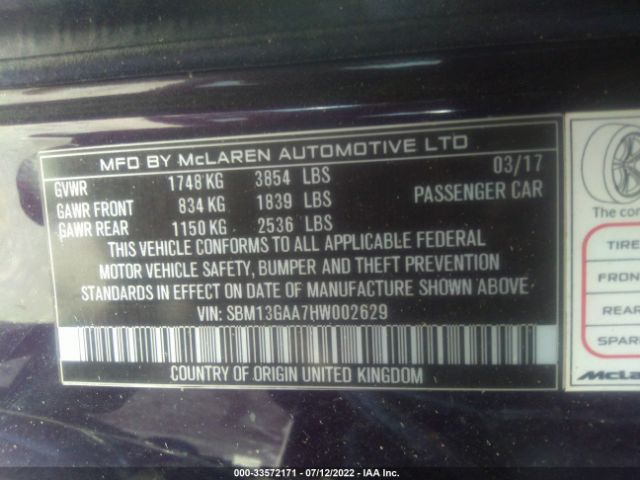 MFD BY McLAREN AUTOMOTIVE LTD
03/17
GVWR 1748 KG 3854 LBS
PASSENGER CAR
GAWR FRONT 834 KG 1839 LBS
GAWR REAR 1150 KG 2536 LBS
THIS VEHICLE CONFORMS TO ALL APPLICABLE FEDERAL
MOTOR VEHICLE SAFETY, BUMPER AND THEFT PREVENTION
STANDARDS IN EFFECT ON DATE OF MANUFACTURE SHOWN ABOVE
VIN: SBM13GAA7HW002629
COUNTRY OF ORIGIN UNITED KINGDOM
The com
TIRE
FRON
REAR
SPAR
McLa
000-33572171 - 07/12/2022 - IAA Inc.